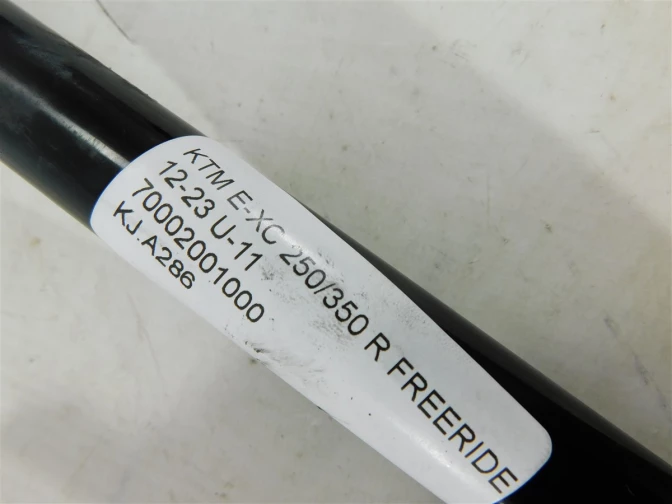 KTM E-XC 250/350 R FREERIDE
12-23 U-11
70002001000
KJ.A286